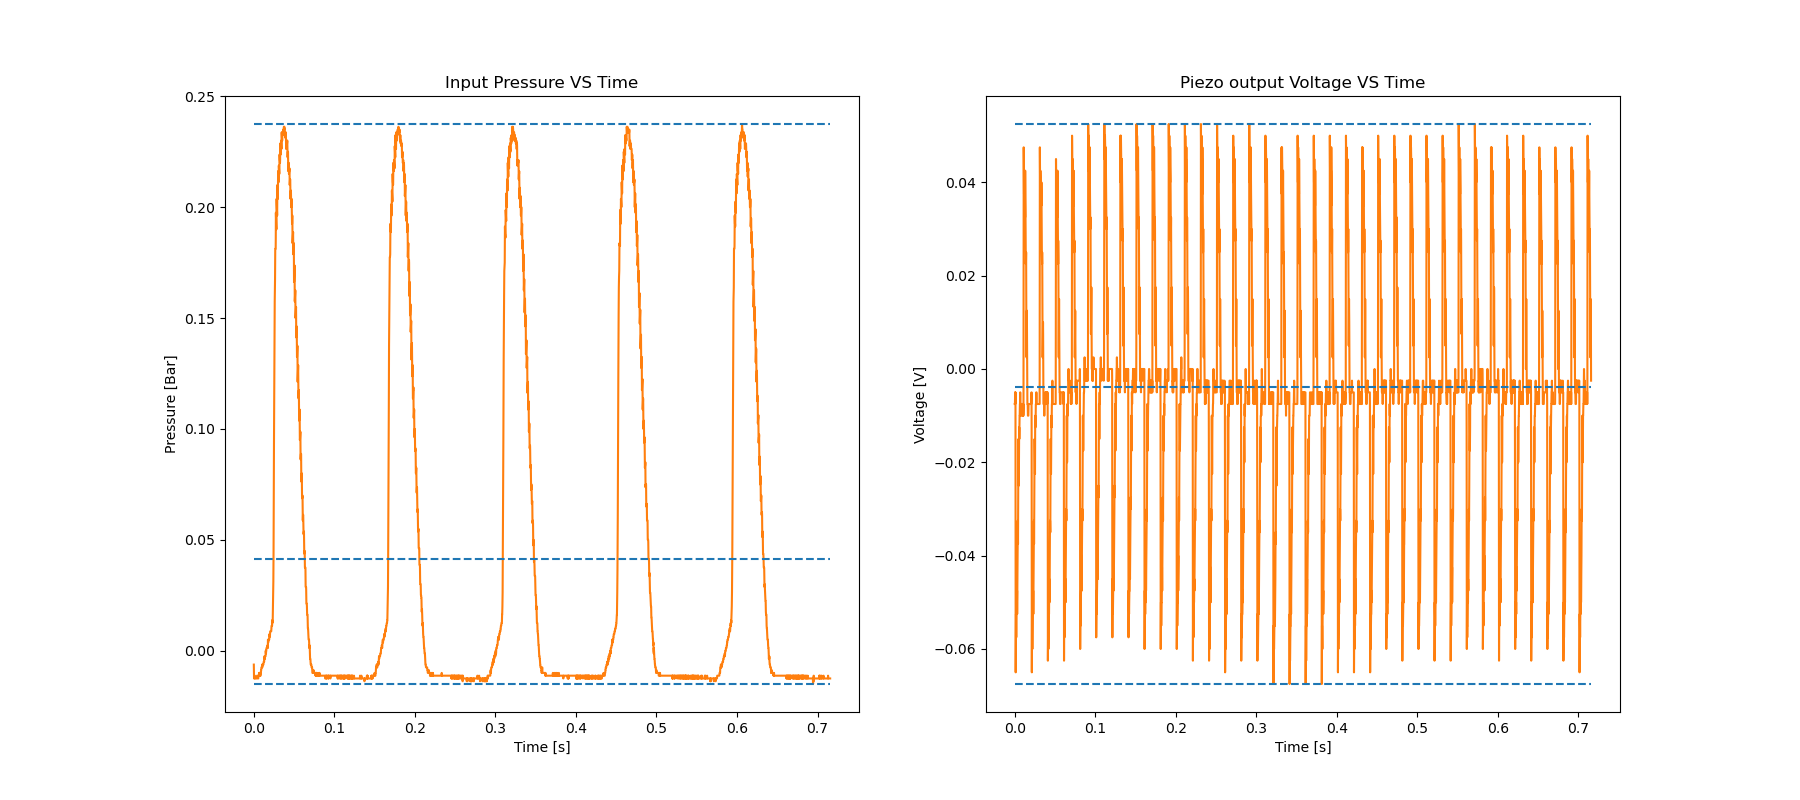 Input Pressure VS Time
Pressure [Bar]
0.25
0.20
0.15
0.10
0.05
0.00
0.0 0.1 0.2 0.3 0.4 0.5 0.6 0.7
Time [s]
Piezo output Voltage VS Time
Voltage [V]
0.04
0.02
0.00
−0.02
−0.04
−0.06
0.0 0.1 0.2 0.3 0.4 0.5 0.6 0.7
Time [s]